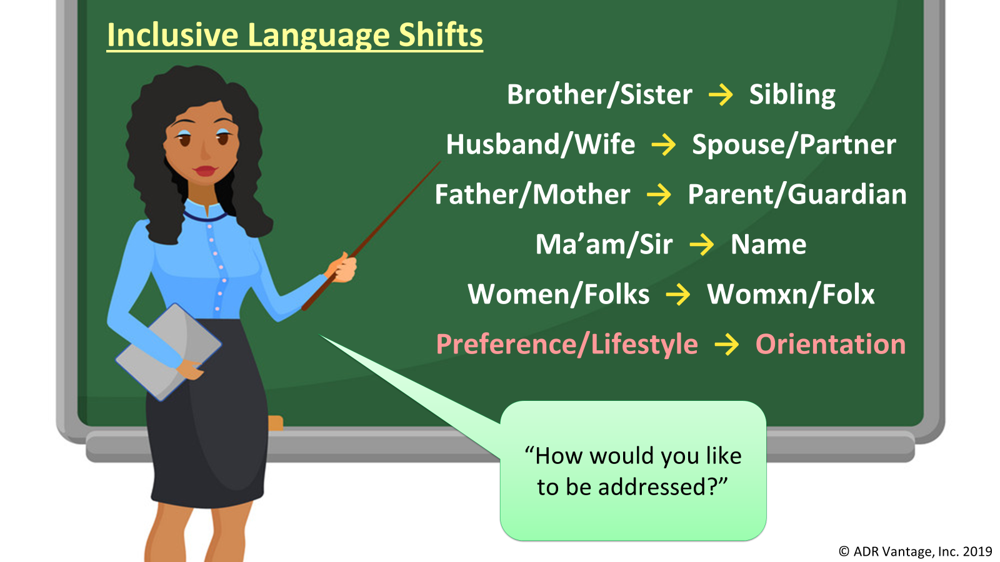 Inclusive Language Shifts
Brother/Sister → Sibling
Husband/Wife → Spouse/Partner
Father/Mother → Parent/Guardian
Ma’am/Sir → Name
Women/Folks → Womxn/Folx
Preference/Lifestyle → Orientation
“How would you like
to be addressed?”
© ADR Vantage, Inc. 2019